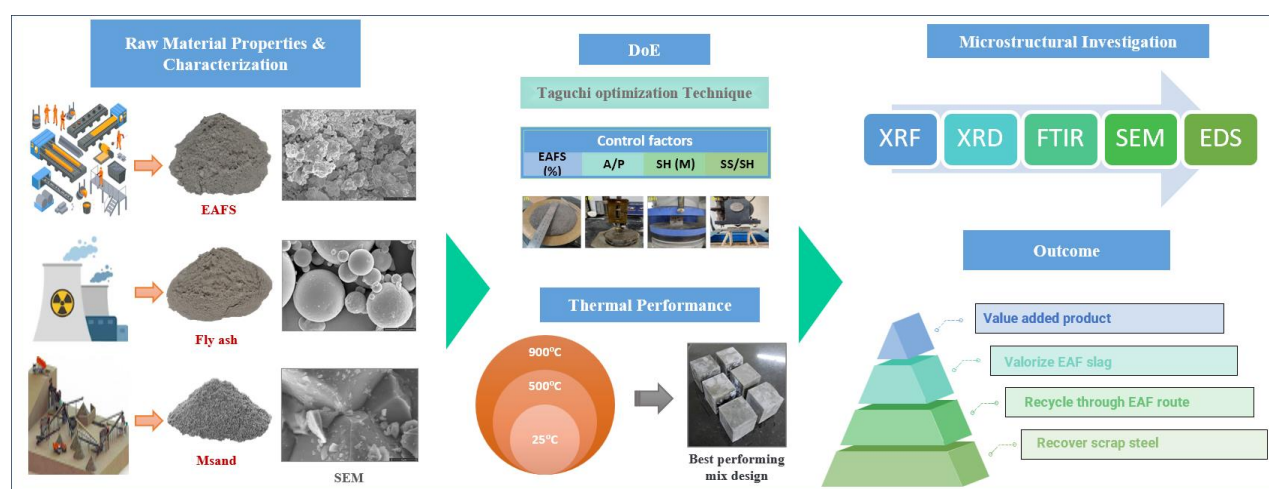 Raw Material Properties &
Characterization
EAFS
Fly ash
Msand
SEM
DoE
Taguchi optimization Technique
Control factors
EAFS
(%)
A/P
SH (M)
SS/SH
Thermal Performance
900°C
500°C
25°C
Best performing
mix design
Microstructural Investigation
XRF
XRD
FTIR
SEM
EDS
Outcome
Value added product
Valorize EAF slag
Recycle through EAF route
Recover scrap steel